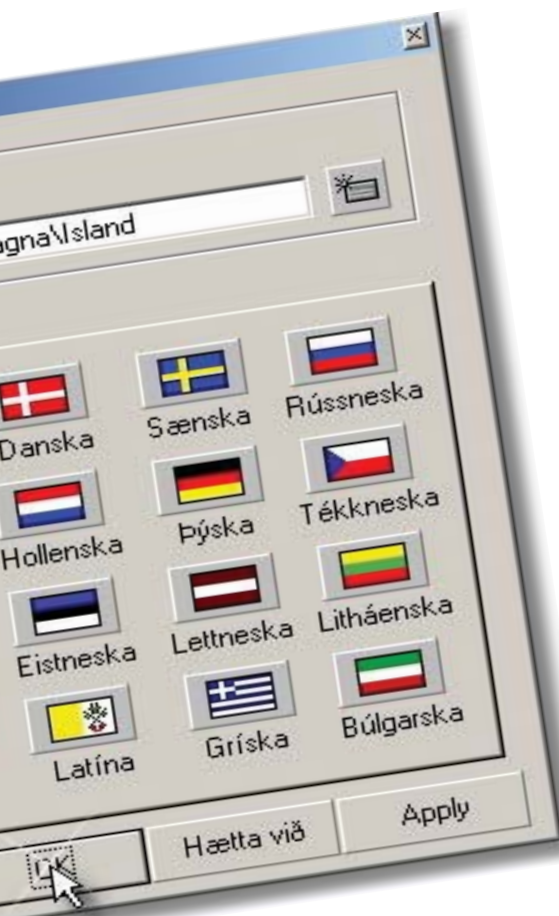 agna\Island
Danska Sænska Rússneska
Hollenska Þýska Tékkneska
Eistneska Lettneska Litháenska
Latína Gríska Búlgarska
OK Hætta við Apply